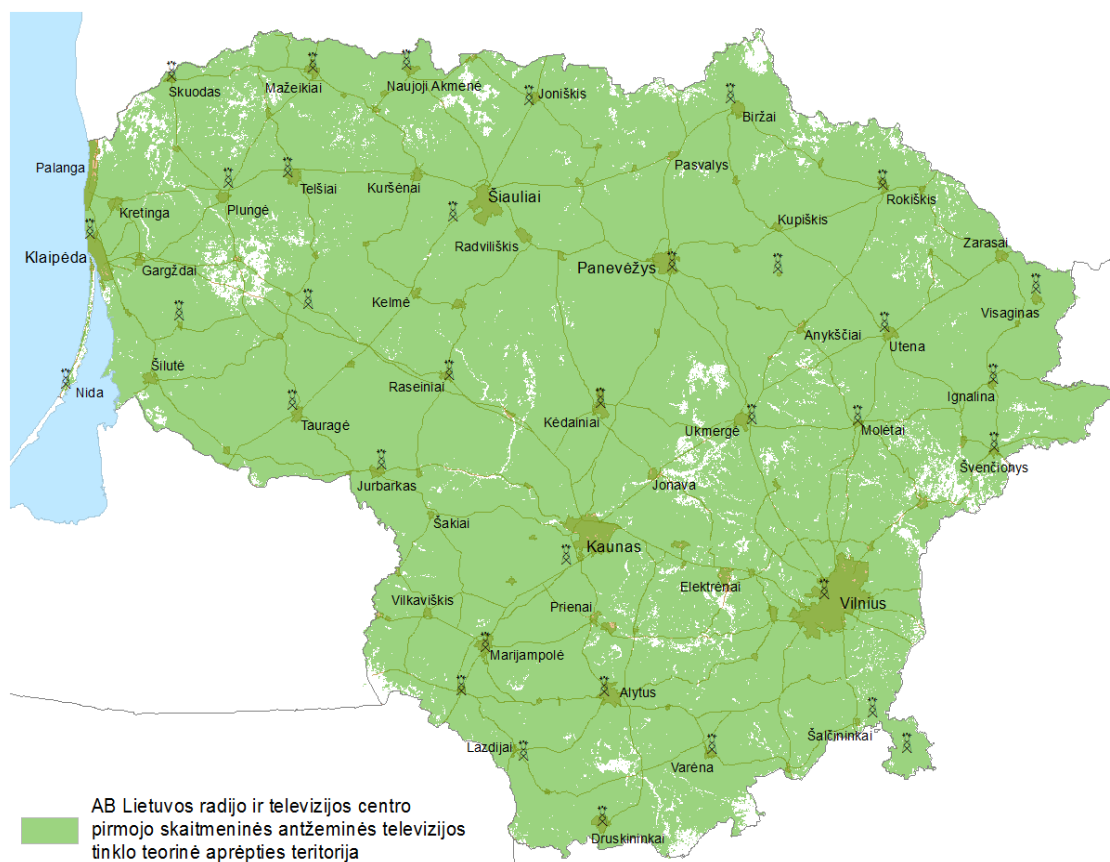 Skuodas
Mažeikiai
Naujoji Akmenė
Joniškis
Biržai
Pasvalys
Palanga
Kretinga
Plungė
Telšiai
Kuršėnai
Šiauliai
Rokiškis
Kupiškis
Radviliškis
Zarasai
Klaipėda
Gargždai
Panevėžys
Kelmė
Visaginas
Anykščiai
Utena
Šilutė
Nida
Raseiniai
Ignalina
Tauragė
Kėdainiai
Ukmergė
Molėtai
Švenčionys
Jurbarkas
Jonava
Šakiai
Kaunas
Elektrėnai
Vilnius
Vilkaviškis
Prienai
Marijampolė
Alytus
Šalčininkai
Lazdijai
Varėna
Druskininkai
AB Lietuvos radijo ir televizijos centro
pirmojo skaitmeninės antžeminės televizijos
tinklo teorinė aprėpties teritorija